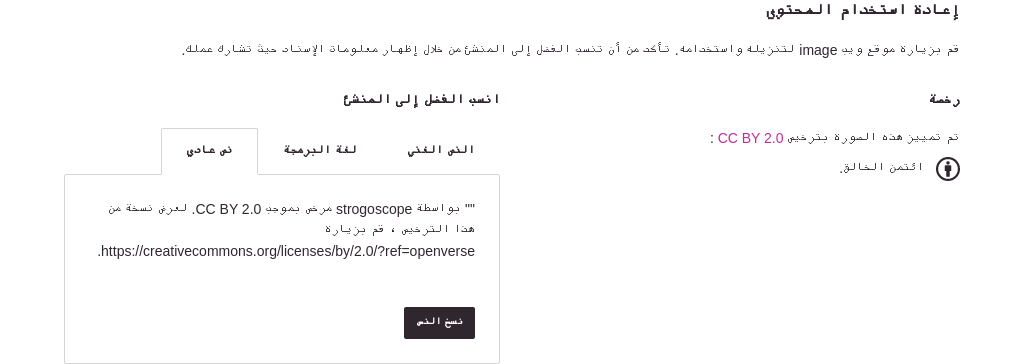 إعادة استخدام المحتوى
قم بزيارة موقع ويب image لتنزيله واستخدامه. تأكد من أن تنسب الفضل إلى المنشئ من خلال إظهار معلومات الإسناد حيث تشارك عملك.
رخصة
تم تمييز هذه الصورة بترخيص CC BY 2.0 :
ائتمن الخالق.
انسب الفضل إلى المنشئ
النص الغني
لغة البرمجة
نص عادي
"" بواسطة strogoscope مرخص بموجب CC BY 2.0. لعرض نسخة من
هذا الترخيص ، قم بزيارة
https://creativecommons.org/licenses/by/2.0/?ref=openverse.
نسخ النص